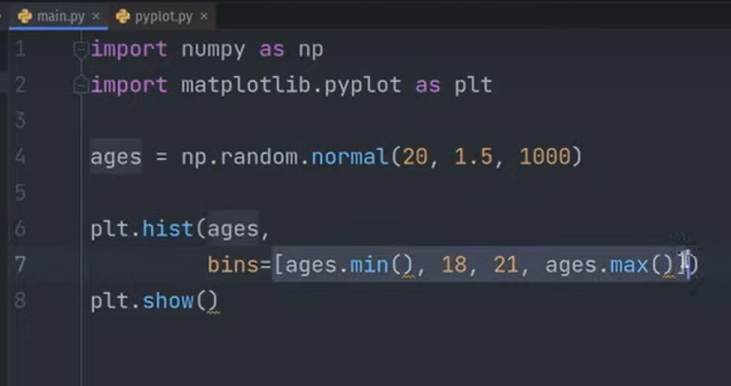 main.py × pyplot.py ×
1 import numpy as np
2 import matplotlib.pyplot as plt
3
4 ages = np.random.normal(20, 1.5, 1000)
5
6 plt.hist(ages,
7 bins=[ages.min(), 18, 21, ages.max()])
8 plt.show()